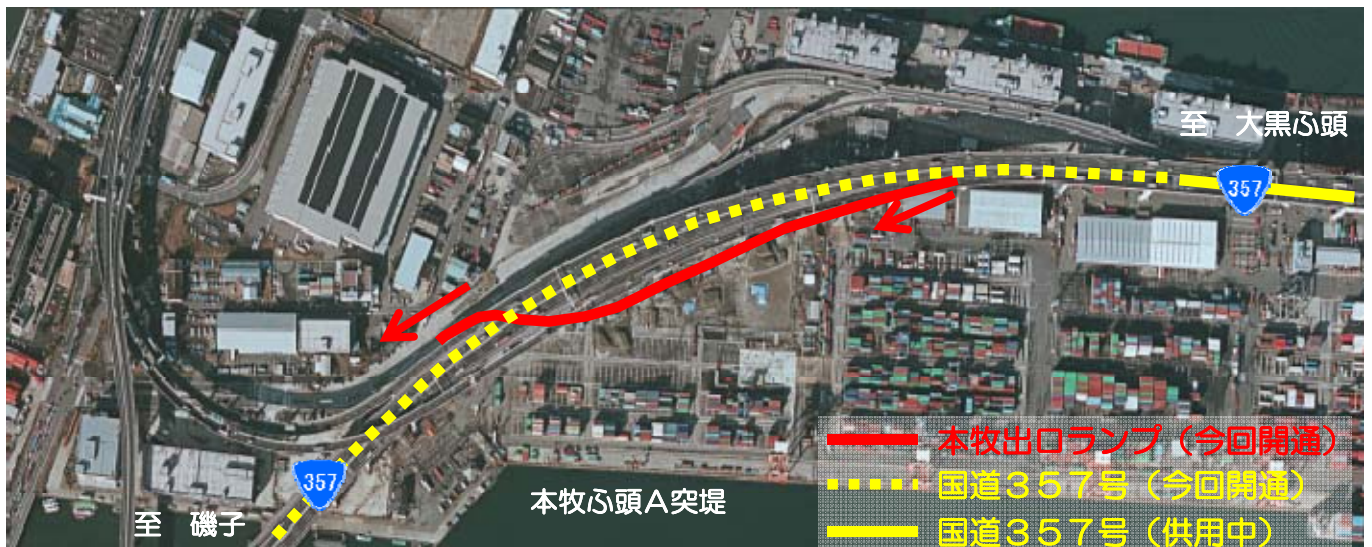 至 大黒ふ頭
357
357
本牧ふ頭A突堤
至 磯子
本牧出口ランプ（今回開通）
国道３５７号（今回開通）
国道３５７号（供用中）